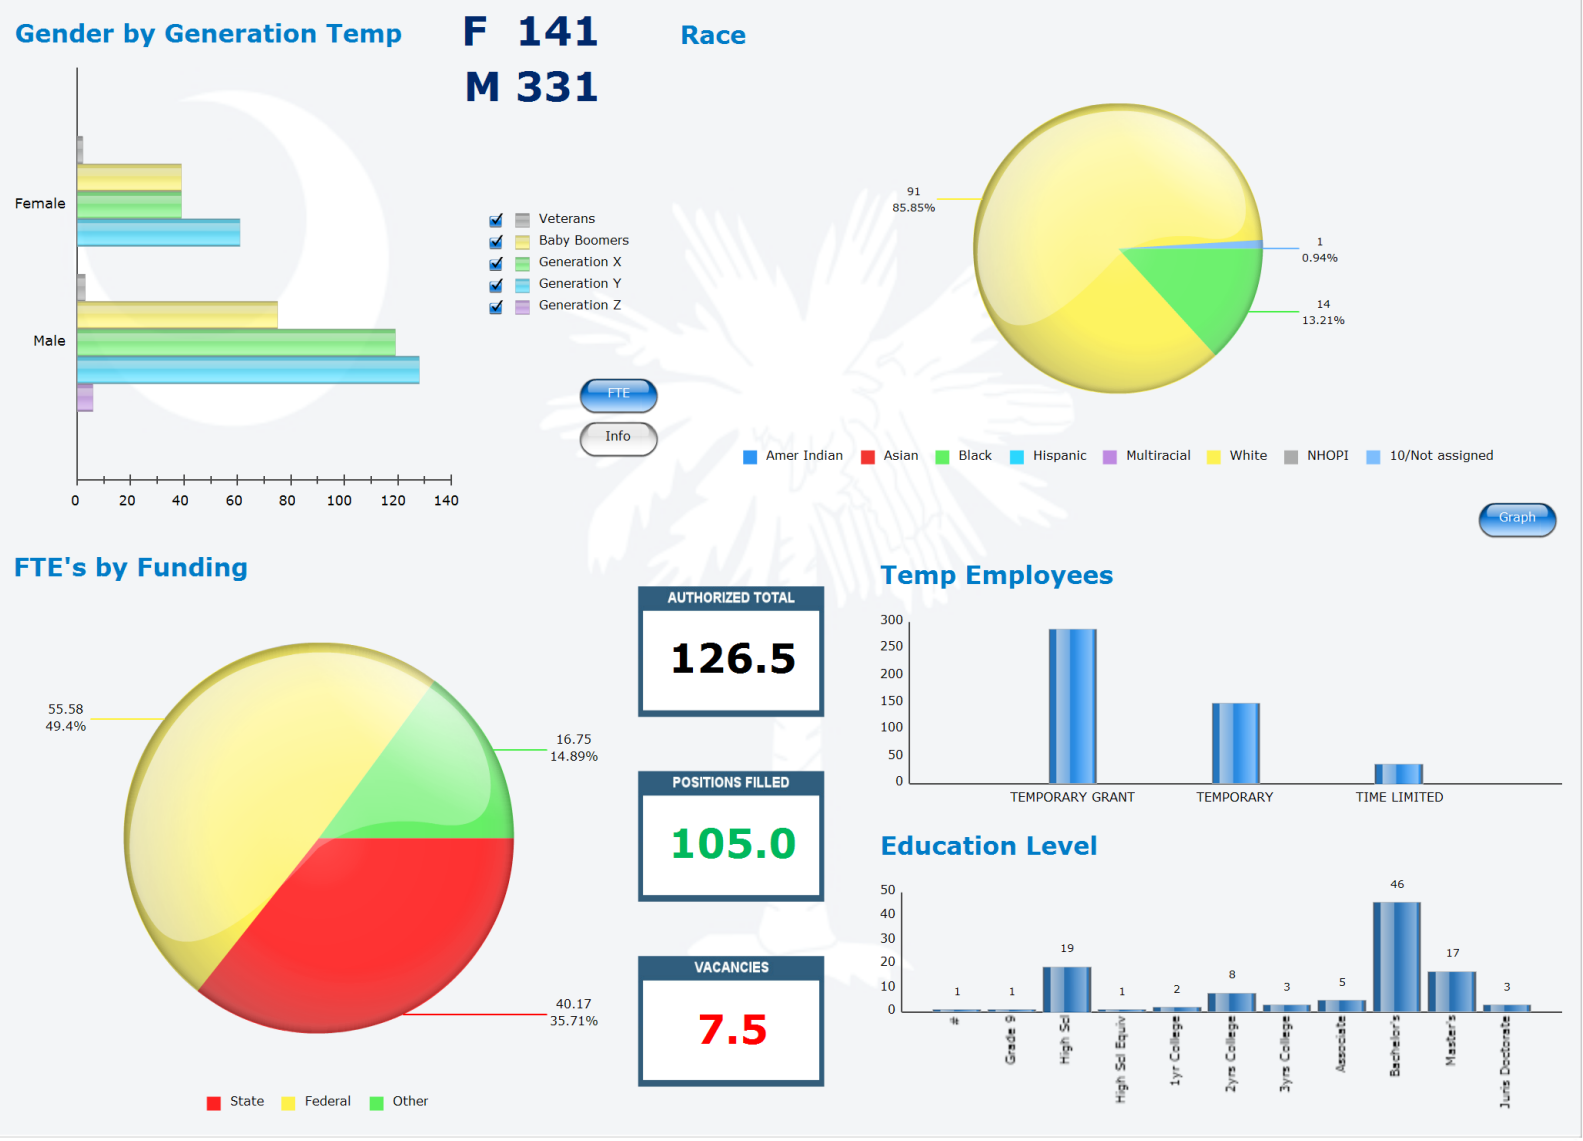 Gender by Generation Temp
F 141
M 331
Race
Female
Male
0 20 40 60 80 100 120 140
Veterans
Baby Boomers
Generation X
Generation Y
Generation Z
FTE
Info
91
85.85%
1
0.94%
14
13.21%
Amer Indian Asian Black Hispanic Multiracial White NHOPI 10/Not assigned
Graph
FTE's by Funding
55.58
49.4%
16.75
14.89%
40.17
35.71%
State Federal Other
AUTHORIZED TOTAL
126.5
POSITIONS FILLED
105.0
VACANCIES
7.5
Temp Employees
300
250
200
150
100
50
0
TEMPORARY GRANT TEMPORARY TIME LIMITED
Education Level
50
40
30
20
10
0
1 1 19 1 2 8 3 5 46 17 3
#
Grade 9
High Scl
High Scl Equiv
1yr College
2yrs College
3yrs College
Associate
Bachelor's
Master's
Juris Doctorate